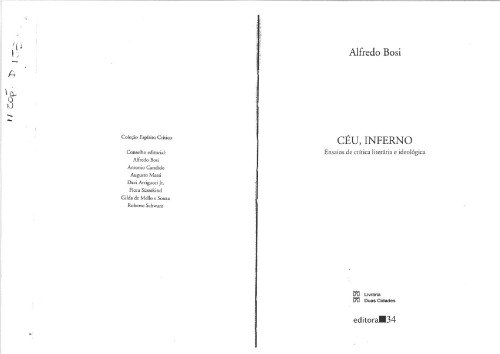 Coleção Espírito Crítico
Conselho editorial:
Alfredo Bosi
Antonio Candido
Augusto Massi
Davi Arrigucci Jr.
Flora Süssekind
Gilda de Mello e Souza
Roberto Schwarz
Alfredo Bosi
CÉU, INFERNO
Ensaios de crítica literária e ideológica
Livraria
Duas Cidades
editora 34